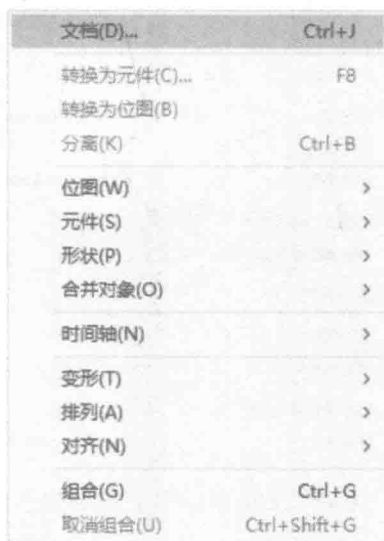 文档(D)... Ctrl+J
转换为元件(C)... F8
转换为位图(B)
分离(K) Ctrl+B
位图(W) >
元件(S) >
形状(P) >
合并对象(O) >
时间轴(N) >
变形(T) >
排列(A) >
对齐(N) >
组合(G) Ctrl+G
取消组合(U) Ctrl+Shift+G